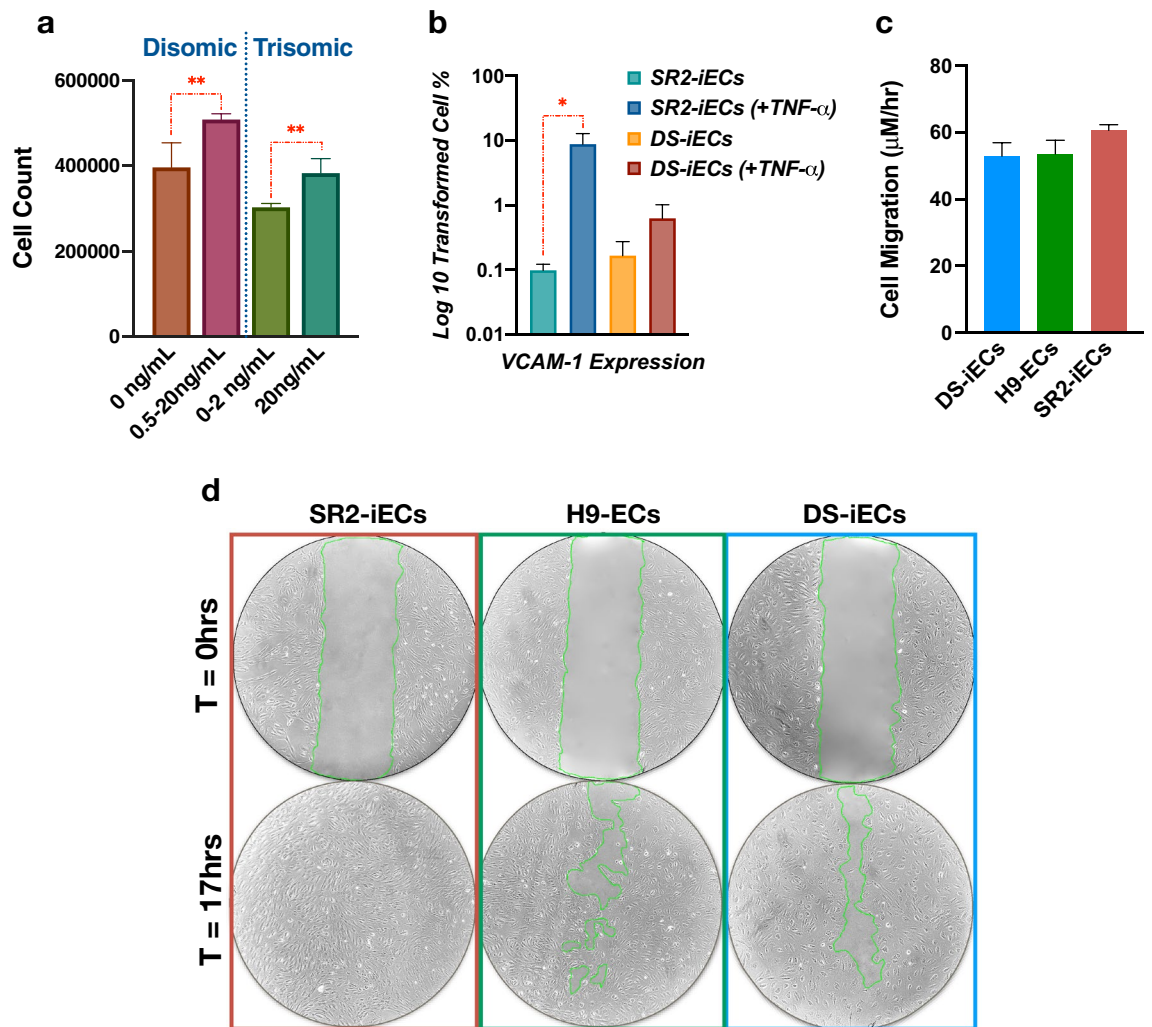 a
Disomic
Trisomic
Cell Count
600000
400000
200000
0
**
**
0 ng/mL
0.5-20ng/mL
0-2 ng/mL
20ng/mL
b
Log 10 Transformed Cell %
100
10
1
0.1
0.01
*
SR2-iECs
SR2-iECs (+TNF-α)
DS-iECs
DS-iECs (+TNF-α)
VCAM-1 Expression
c
Cell Migration (μM/hr)
80
60
40
20
0
DS-iECs
H9-ECs
SR2-iECs
d
SR2-iECs
H9-ECs
DS-iECs
T = 0hrs
T = 17hrs